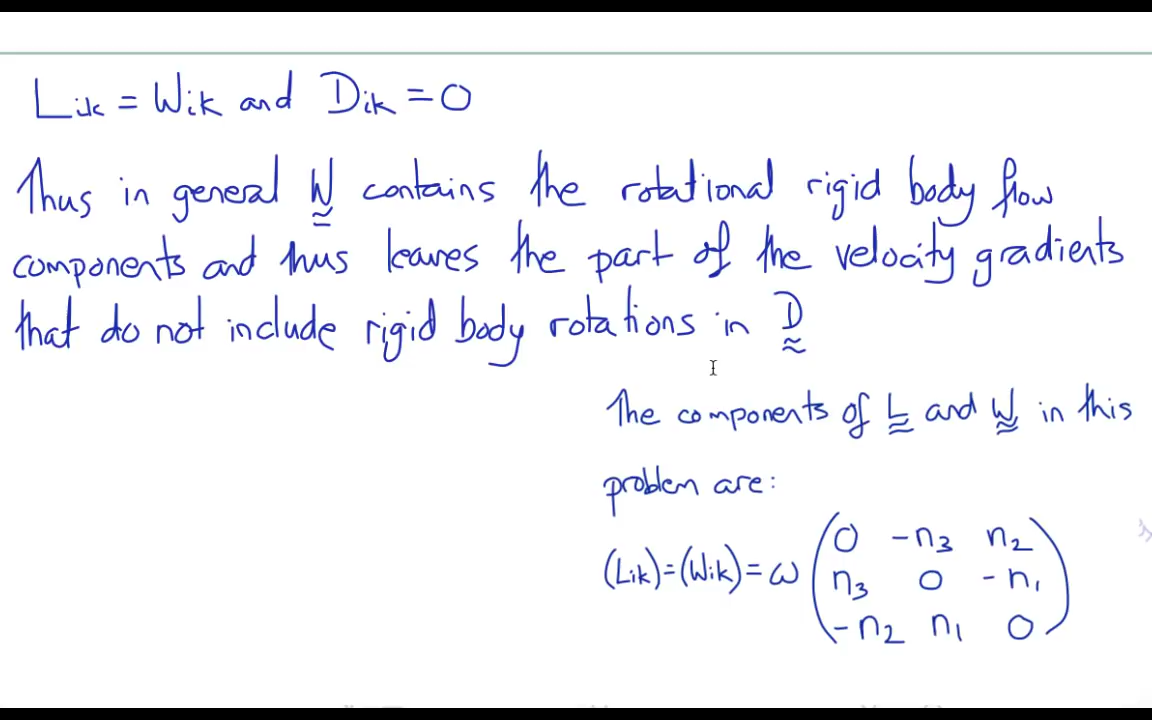 Lik = Wik and Dik = 0
Thus in general W contains the rotational rigid body flow
components and thus leaves the part of the velocity gradients
that do not include rigid body rotations in D
The components of L and W in this
problem are:
(Lik) = (Wik) = ω ( 0 -n3 n2
n3 0 -n1
-n2 n1 0 )